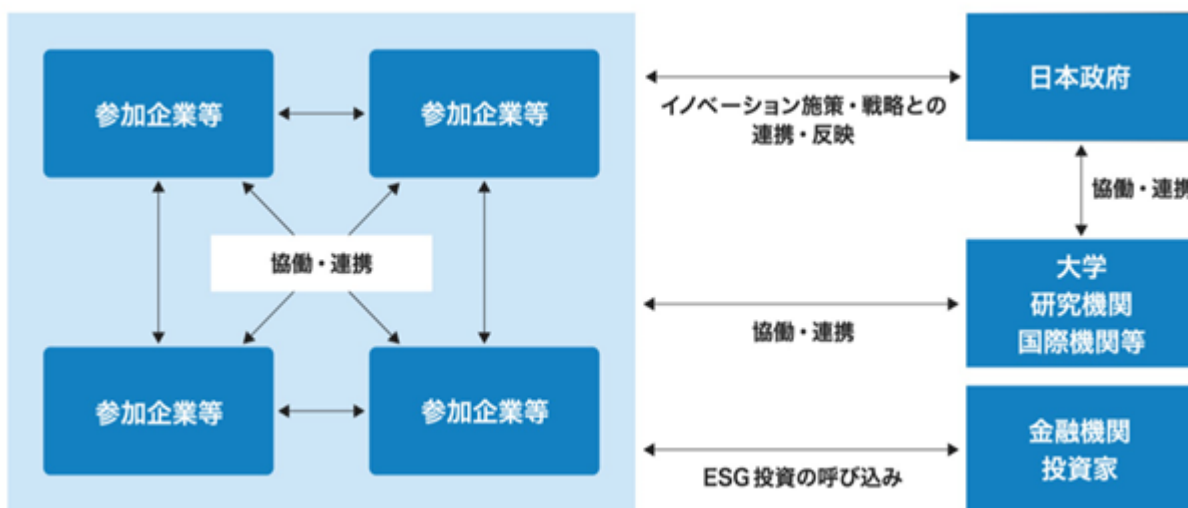 参加企業等
参加企業等
協働・連携
参加企業等
参加企業等
イノベーション施策・戦略との
連携・反映
協働・連携
ESG投資の呼び込み
日本政府
協働・連携
大学
研究機関
国際機関等
金融機関
投資家